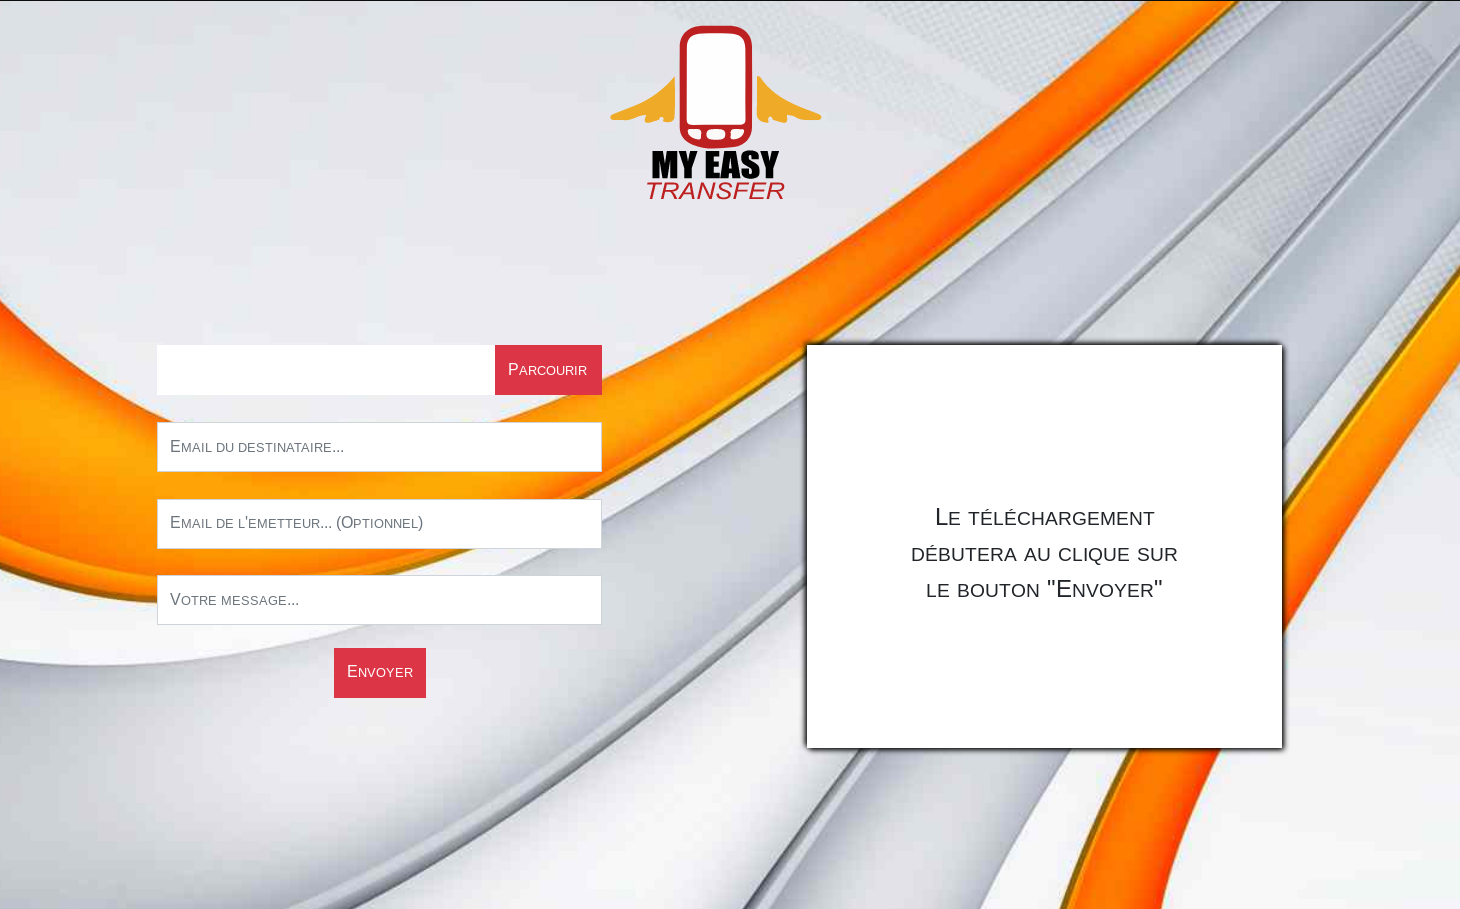 MY EASY
TRANSFER
Parcourir
Email du destinataire...
Email de l'emetteur... (Optionnel)
Votre message...
Envoyer
Le téléchargement
débutera au clique sur
le bouton "Envoyer"